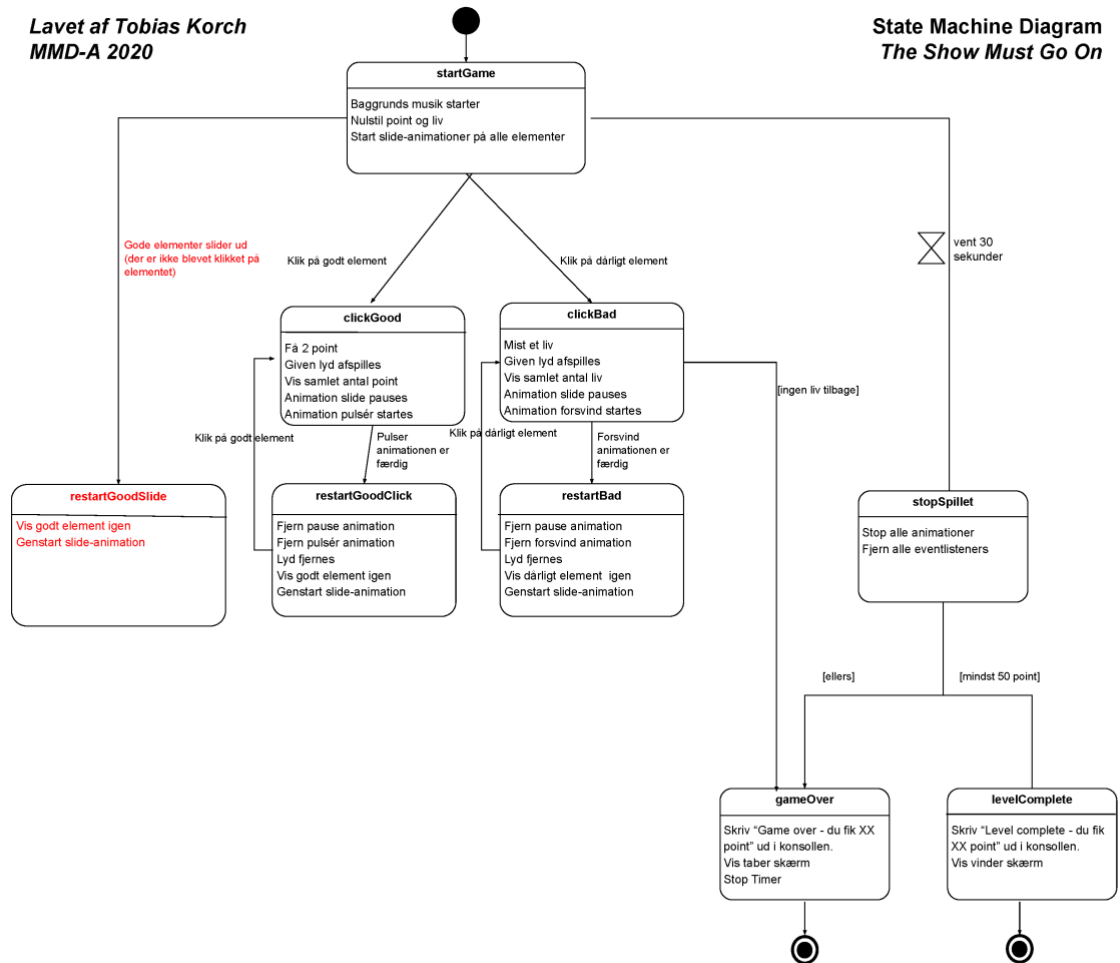 Lavet af Tobias Korch
MMD-A 2020
State Machine Diagram
The Show Must Go On
startGame
Baggrunds musik starter
Nulstil point og liv
Start slide-animationer på alle elementer
Gode elementer slider ud
(der er ikke blevet klikket på
elementet)
Klik på godt element
Klik på dårligt element
vent 30
sekunder
clickGood
Få 2 point
Given lyd afspilles
Vis samlet antal point
Animation slide pauses
Animation pulsér startes
clickBad
Mist et liv
Given lyd afspilles
Vis samlet antal liv
Animation slide pauses
Animation forsvind startes
[ingen liv tilbage]
Klik på godt element
Pulser
animationen er
færdig
Klik på dårligt element
Forsvind
animationen er
færdig
restartGoodSlide
Vis godt element igen
Genstart slide-animation
restartGoodClick
Fjern pause animation
Fjern pulsér animation
Lyd fjernes
Vis godt element igen
Genstart slide-animation
restartBad
Fjern pause animation
Fjern forsvind animation
Lyd fjernes
Vis dårligt element igen
Genstart slide-animation
stopSpillet
Stop alle animationer
Fjern alle eventlisteners
[ellers]
[mindst 50 point]
gameOver
Skriv “Game over - du fik XX
point” ud i konsollen.
Vis taber skærm
Stop Timer
levelComplete
Skriv “Level complete - du fik
XX point” ud i konsollen.
Vis vinder skærm